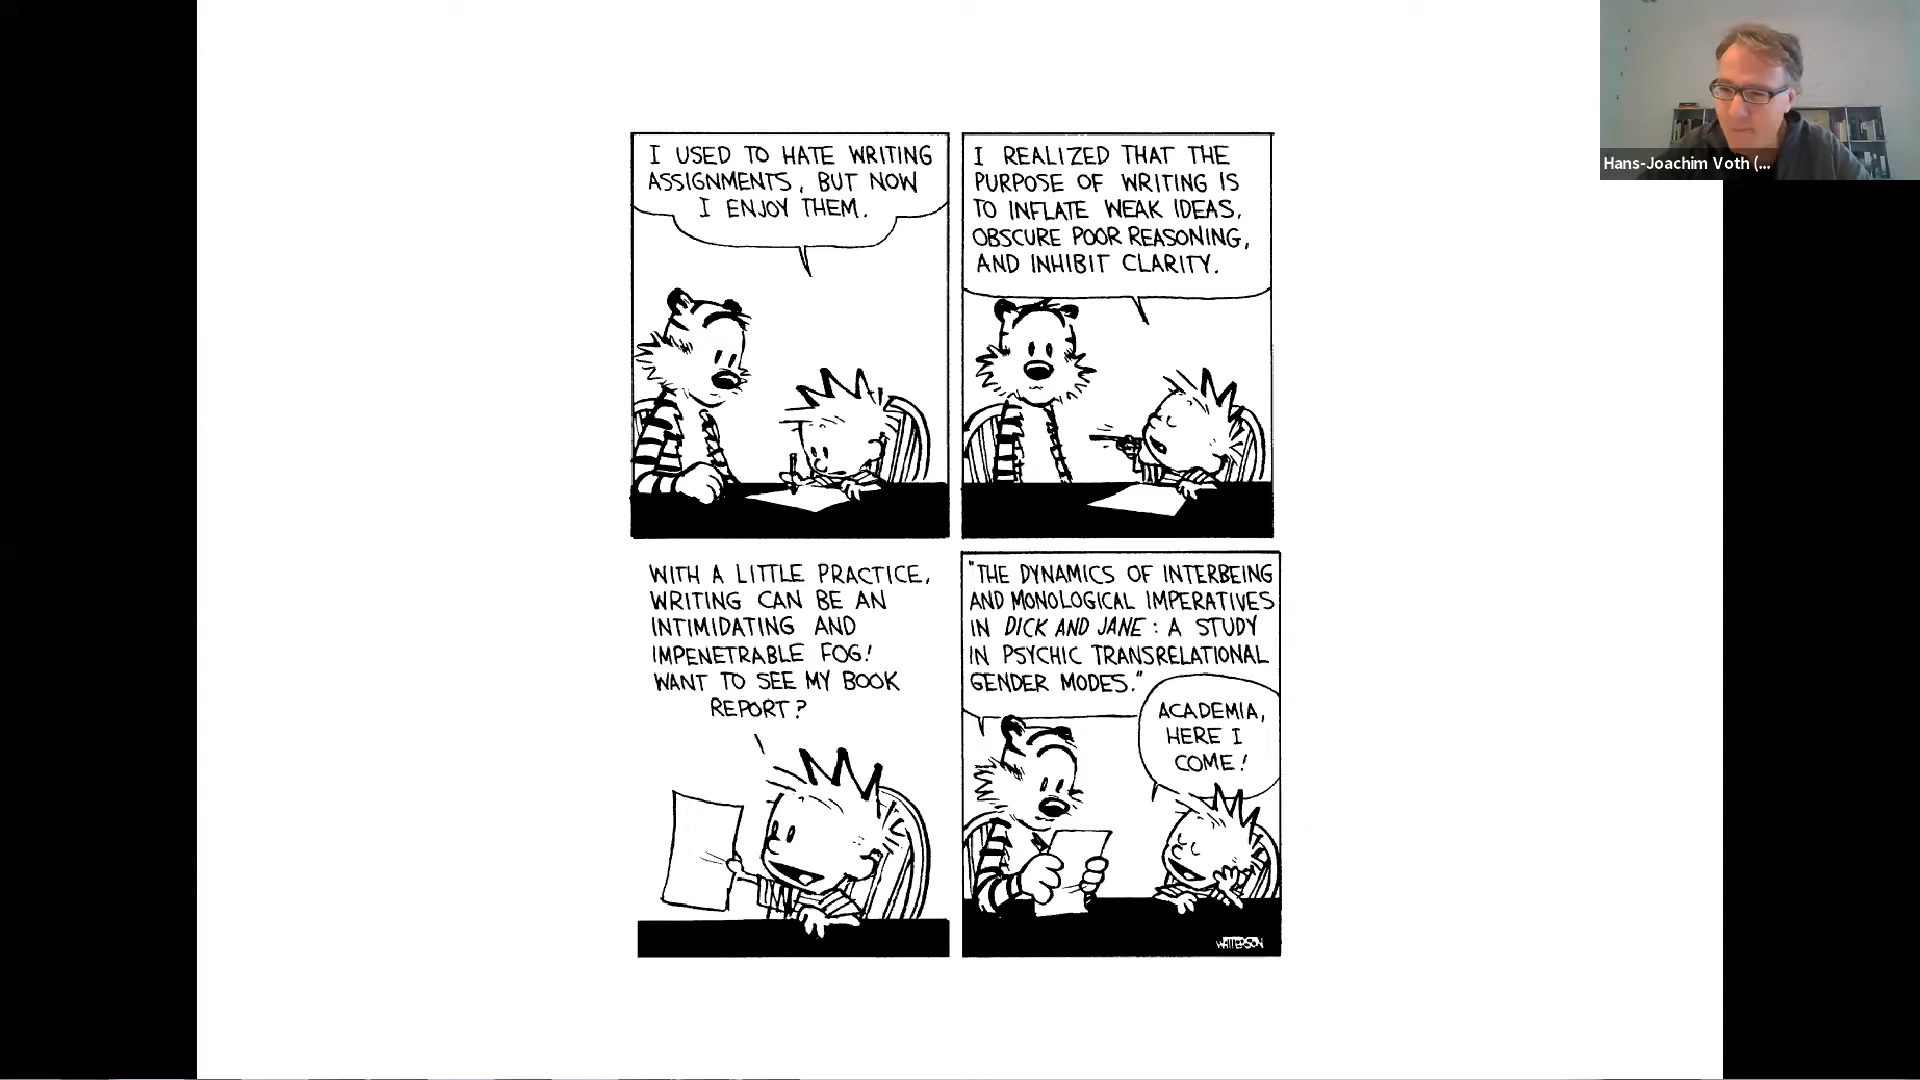 I USED TO HATE WRITING
ASSIGNMENTS, BUT NOW
I ENJOY THEM.
I REALIZED THAT THE
PURPOSE OF WRITING IS
TO INFLATE WEAK IDEAS,
OBSCURE POOR REASONING,
AND INHIBIT CLARITY.
WITH A LITTLE PRACTICE,
WRITING CAN BE AN
INTIMIDATING AND
IMPENETRABLE FOG!
WANT TO SEE MY BOOK
REPORT?
"THE DYNAMICS OF INTERBEING
AND MONOLOGICAL IMPERATIVES
IN DICK AND JANE: A STUDY
IN PSYCHIC TRANSRELATIONAL
GENDER MODES."
ACADEMIA,
HERE I
COME!
WATTERSON
Hans-Joachim Voth (...